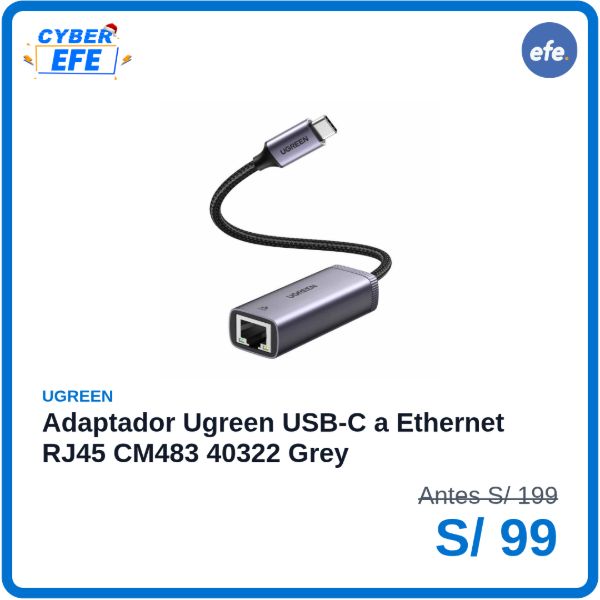 CYBER
EFE
efe.
UGREEN
UGREEN
UGREEN
Adaptador Ugreen USB-C a Ethernet
RJ45 CM483 40322 Grey
Antes S/ 199
S/ 99